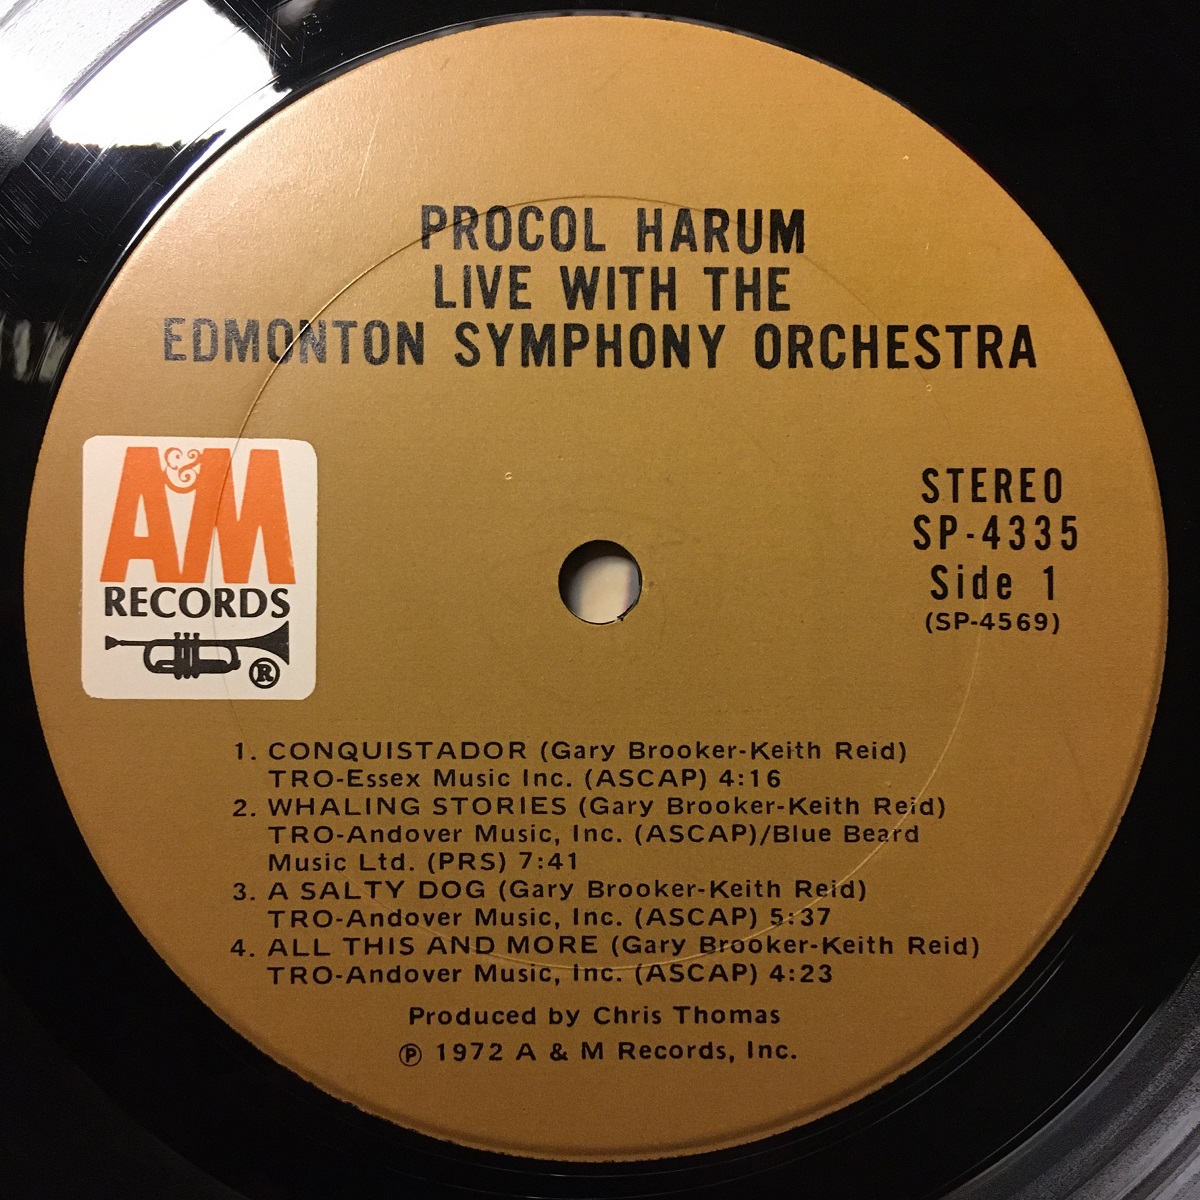 PROCOL HARUM
LIVE WITH THE
EDMONTON SYMPHONY ORCHESTRA
A&M
RECORDS
®
STEREO
SP-4335
Side 1
(SP-4569)
1. CONQUISTADOR (Gary Brooker-Keith Reid)
TRO-Essex Music Inc. (ASCAP) 4:16
2. WHALING STORIES (Gary Brooker-Keith Reid)
TRO-Andover Music, Inc. (ASCAP)/Blue Beard
Music Ltd. (PRS) 7:41
3. A SALTY DOG (Gary Brooker-Keith Reid)
TRO-Andover Music, Inc. (ASCAP) 5:37
4. ALL THIS AND MORE (Gary Brooker-Keith Reid)
TRO-Andover Music, Inc. (ASCAP) 4:23
Produced by Chris Thomas
℗ 1972 A & M Records, Inc.